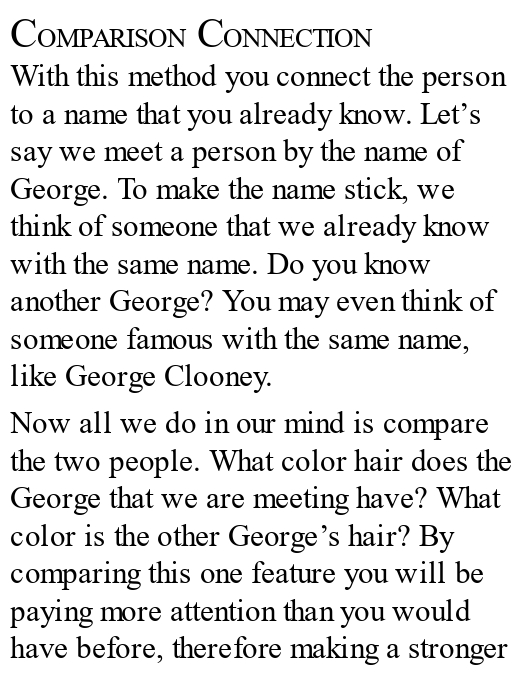 COMPARISON CONNECTION
With this method you connect the person
to a name that you already know. Let’s
say we meet a person by the name of
George. To make the name stick, we
think of someone that we already know
with the same name. Do you know
another George? You may even think of
someone famous with the same name,
like George Clooney.
Now all we do in our mind is compare
the two people. What color hair does the
George that we are meeting have? What
color is the other George’s hair? By
comparing this one feature you will be
paying more attention than you would
have before, therefore making a stronger